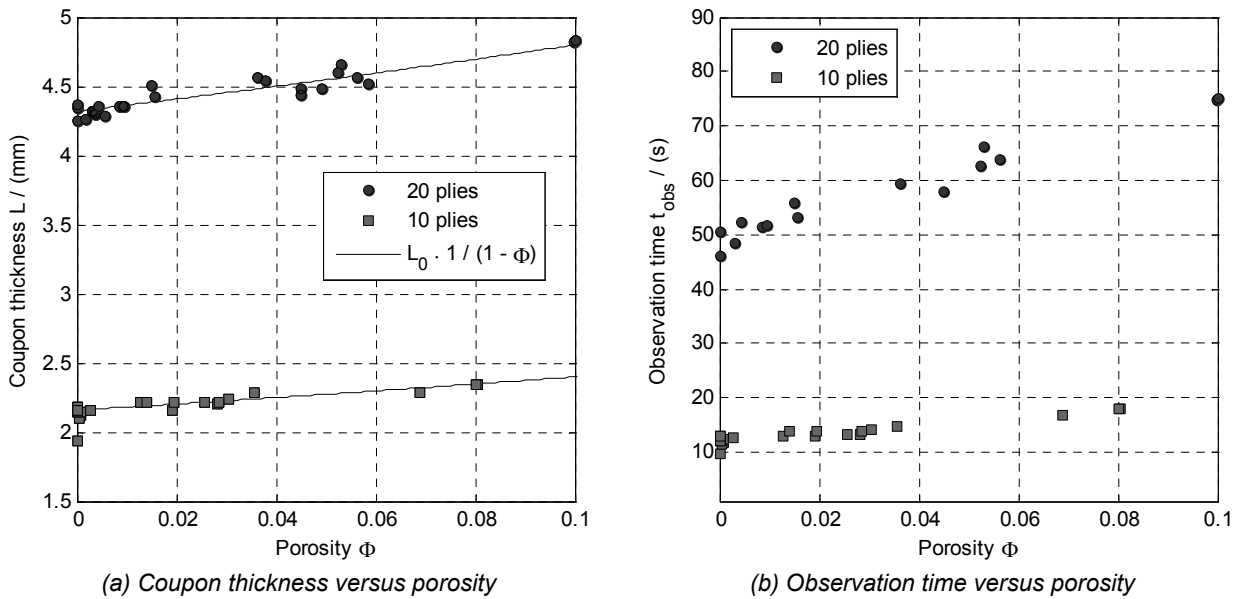 5
4.5
4
3.5
3
2.5
2
1.5
Coupon thickness L / (mm)
20 plies
10 plies
L₀ . 1 / (1 - Φ)
0 0.02 0.04 0.06 0.08 0.1
Porosity Φ
(a) Coupon thickness versus porosity
90
80
70
60
50
40
30
20
10
Observation time t_obs / (s)
20 plies
10 plies
0 0.02 0.04 0.06 0.08 0.1
Porosity Φ
(b) Observation time versus porosity